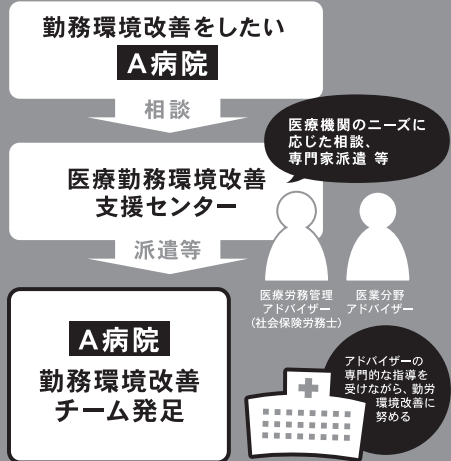 勤務環境改善をしたい
A病院
相談
医療機関のニーズに
応じた相談、
専門家派遣 等
医療勤務環境改善
支援センター
派遣等
医療労務管理
アドバイザー
(社会保険労務士)
医業分野
アドバイザー
A病院
勤務環境改善
チーム発足
アドバイザーの
専門的な指導を
受けながら、勤労
環境改善に
努める